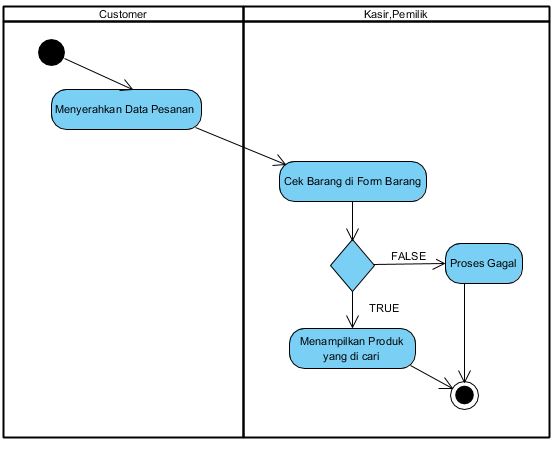 Customer
Kasir,Pemilik
Menyerahkan Data Pesanan
Cek Barang di Form Barang
FALSE
Proses Gagal
TRUE
Menampilkan Produk
yang di cari